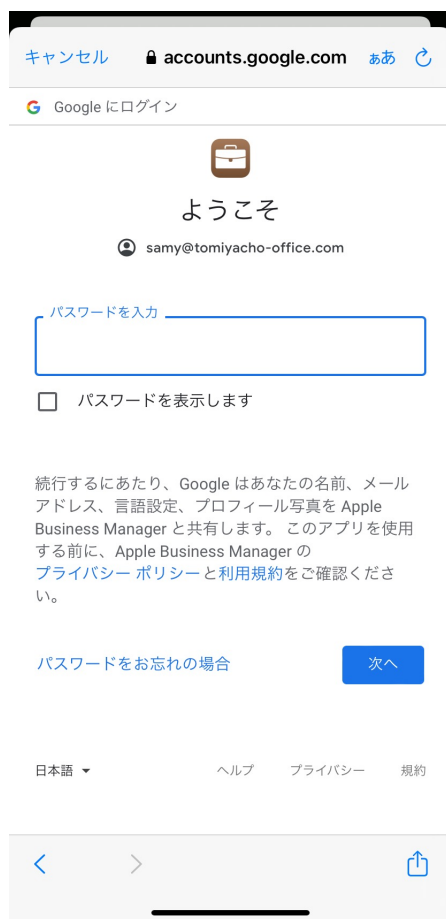 キャンセル accounts.google.com ぁあ
Google にログイン
ようこそ
samy@tomiyacho-office.com
パスワードを入力
パスワードを表示します
続行するにあたり、Google はあなたの名前、メール
アドレス、言語設定、プロフィール写真を Apple
Business Manager と共有します。 このアプリを使用
する前に、Apple Business Manager の
プライバシー ポリシーと利用規約をご確認くださ
い。
パスワードをお忘れの場合 次へ
日本語 ヘルプ プライバシー 規約